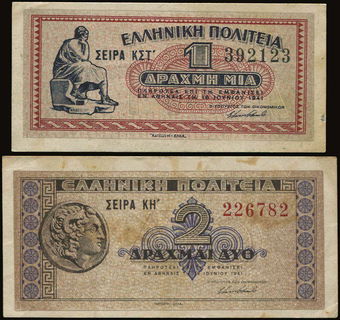 ΕΛΛΗΝΙΚΗ ΠΟΛΙΤΕΙΑ
ΣΕΙΡΑ ΚΣΤ'
1
392123
ΔΡΑΧΜΗ ΜΙΑ
ΠΛΗΡΩΤΕΑ ΕΠΙ ΤΗ ΕΜΦΑΝΙΣΕΙ
ΕΝ ΑΘΗΝΑΙΣ ΤΗ 18 ΙΟΥΝΙΟΥ 1941
Ο ΥΠΟΥΡΓΟΣ ΤΩΝ ΟΙΚΟΝΟΜΙΚΩΝ
ΕΛΛΗΝΙΚΗ ΠΟΛΙΤΕΙΑ
ΣΕΙΡΑ ΚΗ'
2
226782
ΔΡΑΧΜΑΙ ΔΥΟ
ΠΛΗΡΩΤΕΑΙ ΕΠΙ ΤΗ ΕΜΦΑΝΙΣΕΙ
ΕΝ ΑΘΗΝΑΙΣ ΤΗ 18 ΙΟΥΝΙΟΥ 1941